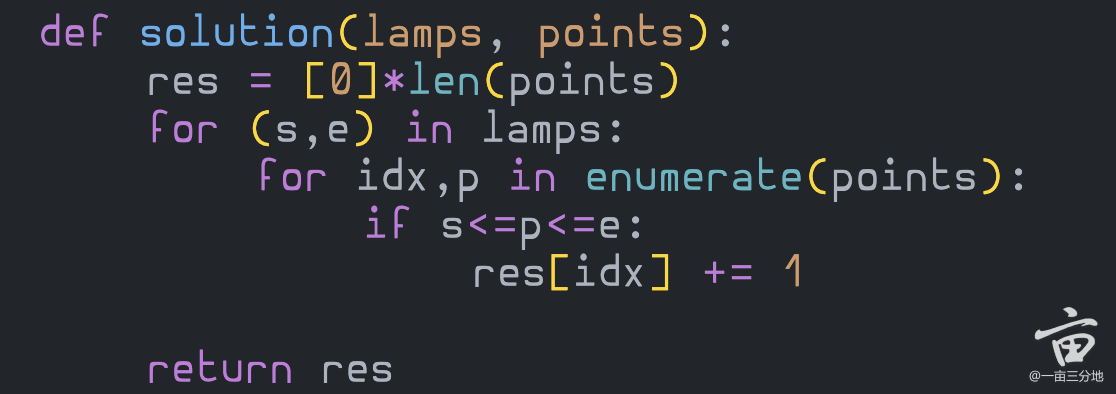 def solution(lamps, points):
    res = [0]*len(points)
    for (s,e) in lamps:
        for idx,p in enumerate(points):
            if s<=p<=e:
                res[idx] += 1
    return res
亩
@一亩三分地